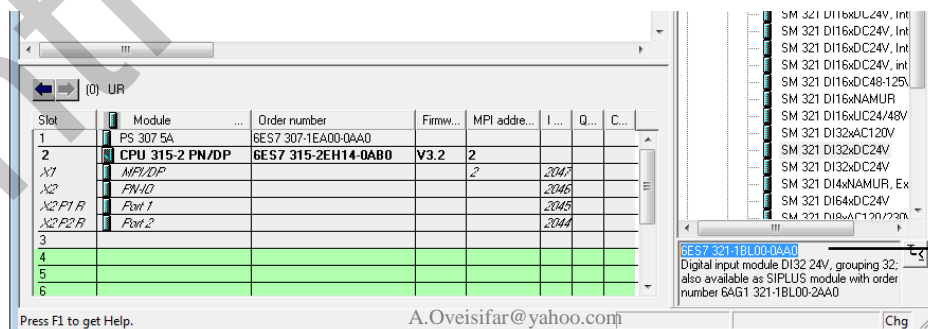 SM 321 DI16xDC24V, Int
SM 321 DI16xDC24V, Int
SM 321 DI16xDC24V, Int
SM 321 DI16xDC24V, int
SM 321 DI16xDC48-125V
SM 321 DI16xNAMUR
SM 321 DI16xUC24/48V
SM 321 DI32xAC120V
SM 321 DI32xDC24V
SM 321 DI32xDC24V
SM 321 DI4xNAMUR, Ex
SM 321 DI64xDC24V
SM 321 DI8xAC120/230V
(0) UR
Slot Module ... Order number Firmw... MPI addre... I ... Q... C...
1 PS 307 5A 6ES7 307-1EA00-0AA0
2 CPU 315-2 PN/DP 6ES7 315-2EH14-0AB0 V3.2 2
X1 MPI/DP 2 2047
X2 PN-IO 2046
X2 P1 R Port 1 2045
X2 P2 R Port 2 2044
3
4
5
6
6ES7 321-1BL00-0AA0
Digital input module DI32 24V, grouping 32;
also available as SIPLUS module with order
number 6AG1 321-1BL00-2AA0
Press F1 to get Help.
A.Oveisifar@yahoo.com
Chg